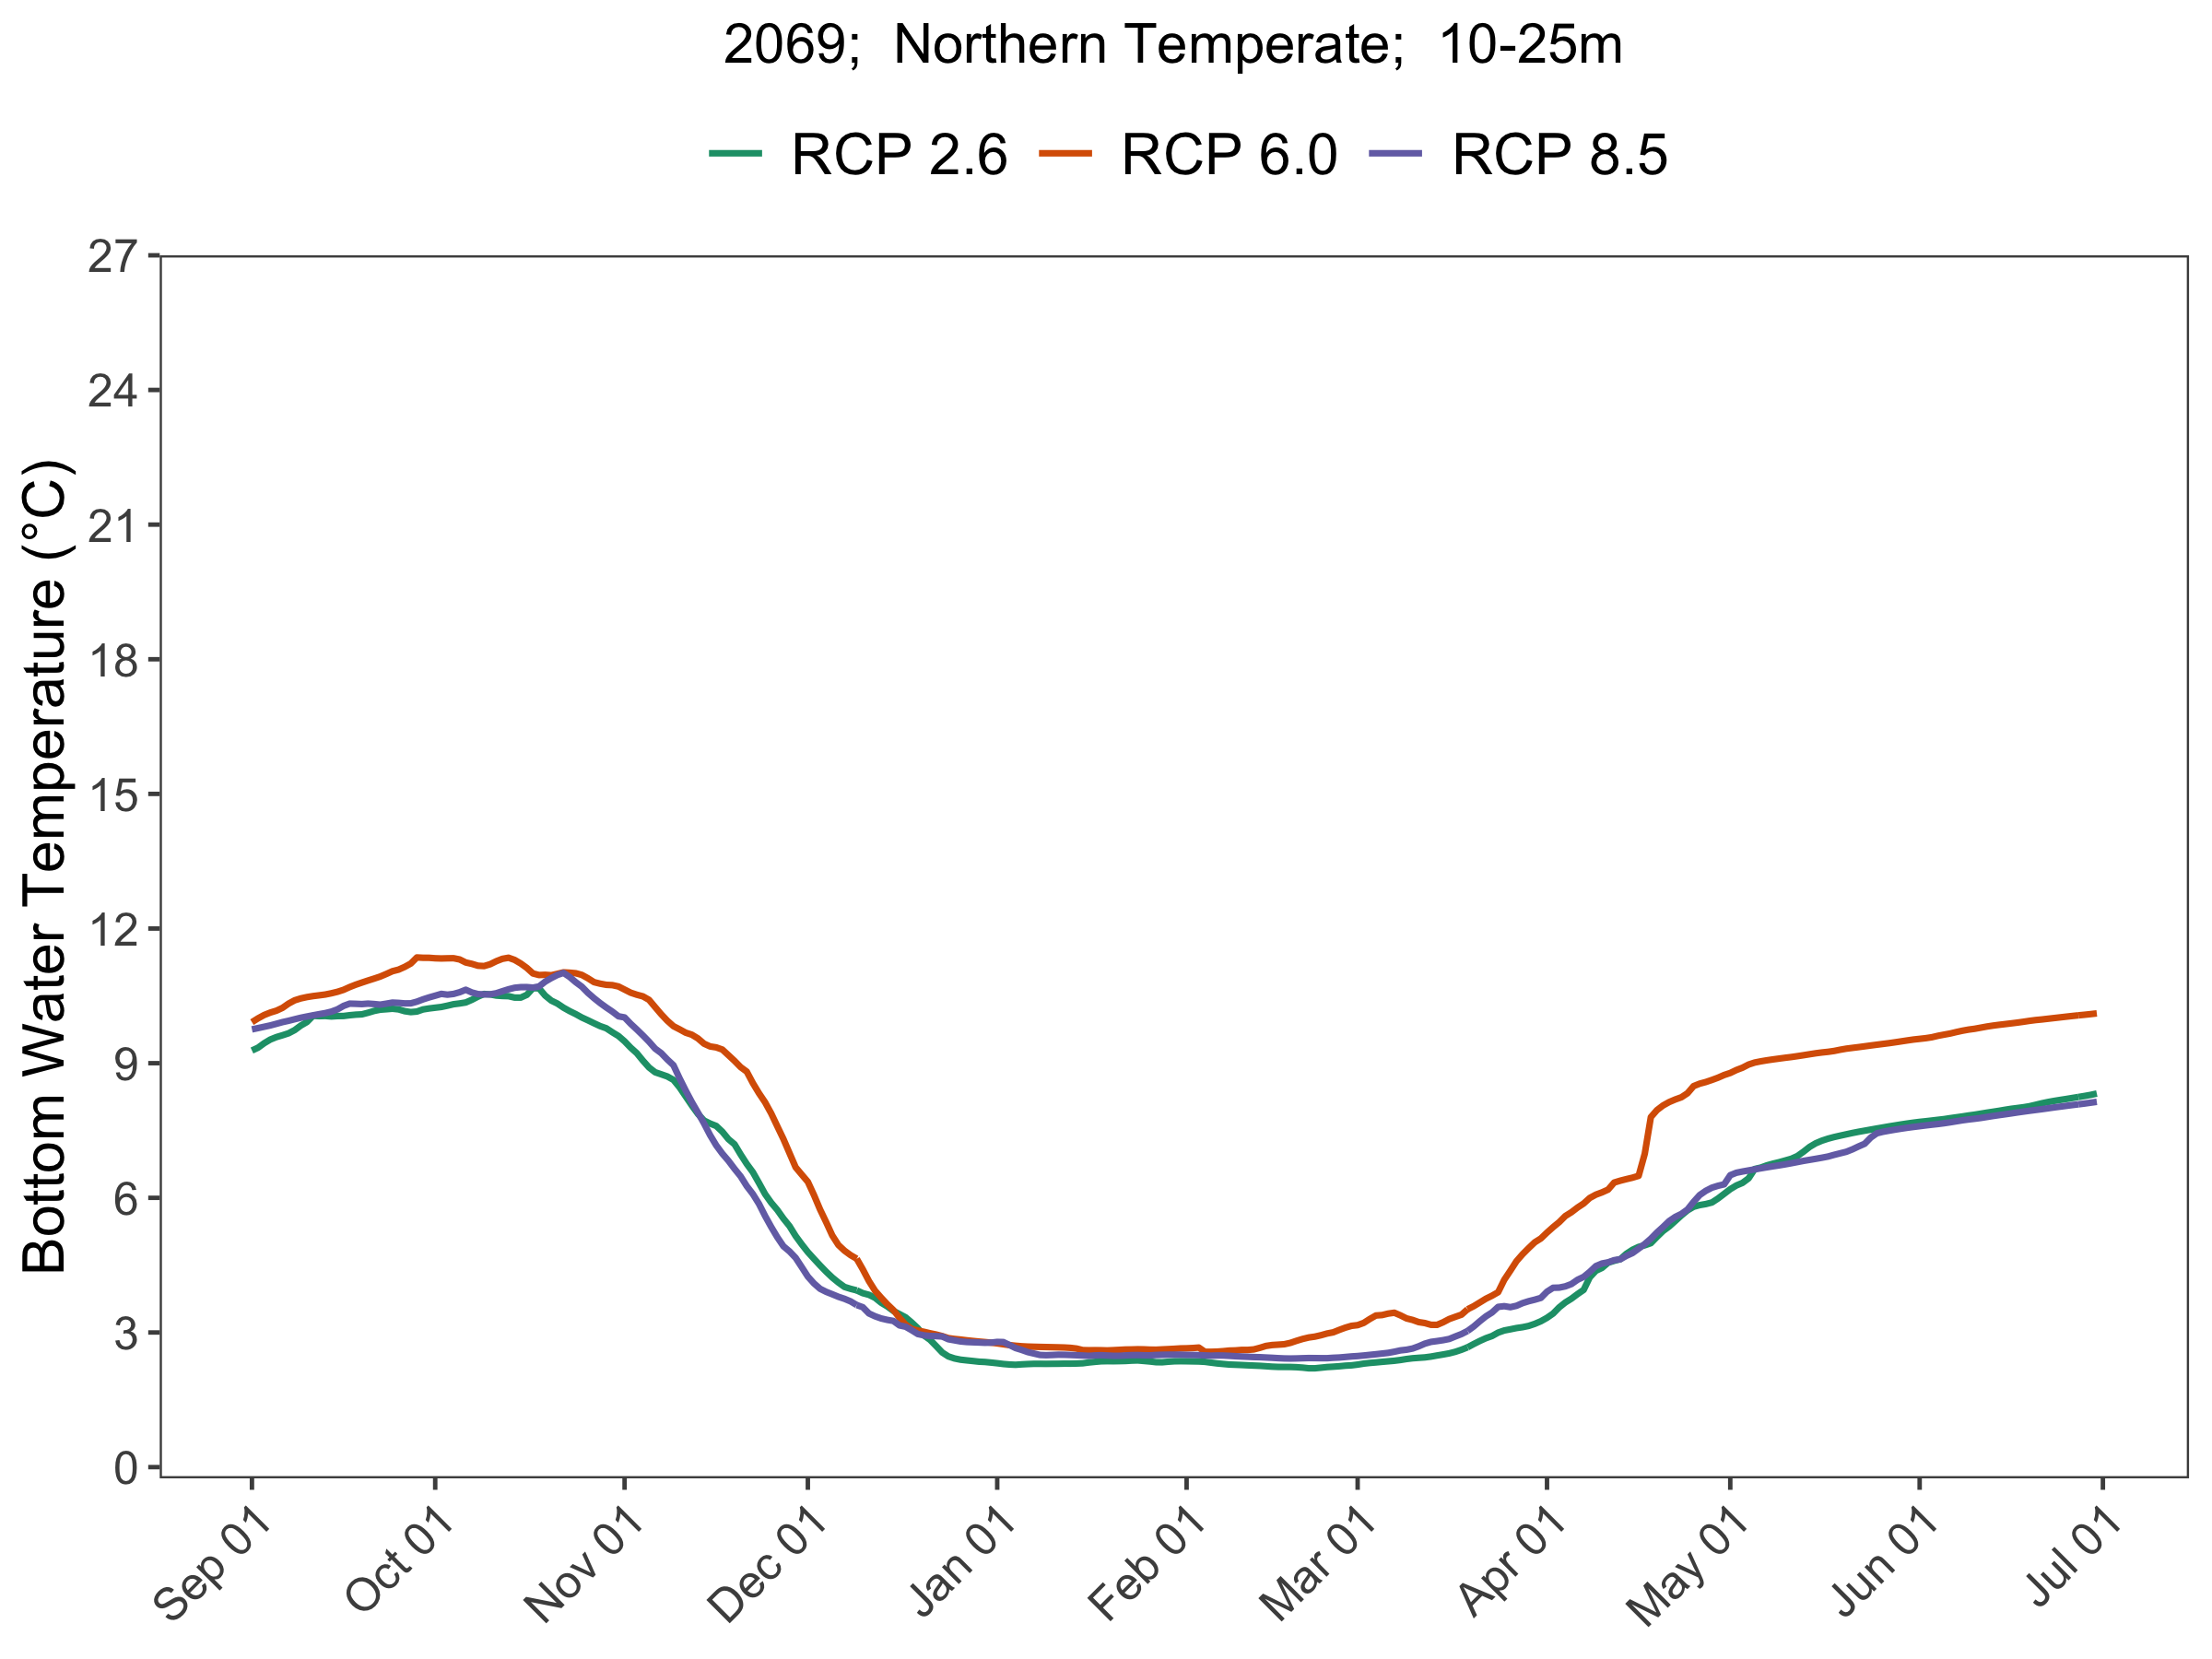 2069;  Northern Temperate;  10-25m
RCP 2.6 RCP 6.0 RCP 8.5
Bottom Water Temperature (°C)
27
24
21
18
15
12
9
6
3
0
Sep 01 Oct 01 Nov 01 Dec 01 Jan 01 Feb 01 Mar 01 Apr 01 May 01 Jun 01 Jul 01